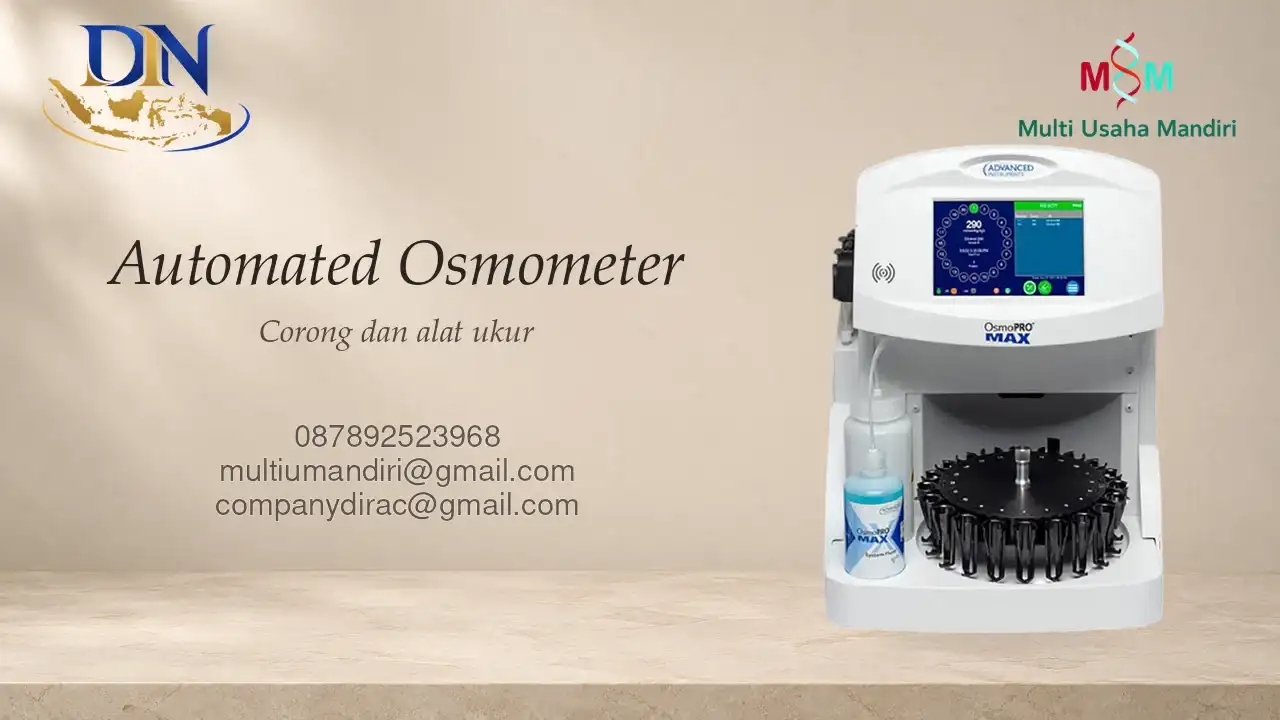 DIN
MSM
Multi Usaha Mandiri
ADVANCED
INSTRUMENTS
290
OsmoPRO
MAX
Automated Osmometer
Corong dan alat ukur
087892523968
multiumandiri@gmail.com
companydirac@gmail.com
OsmoPRO
MAX